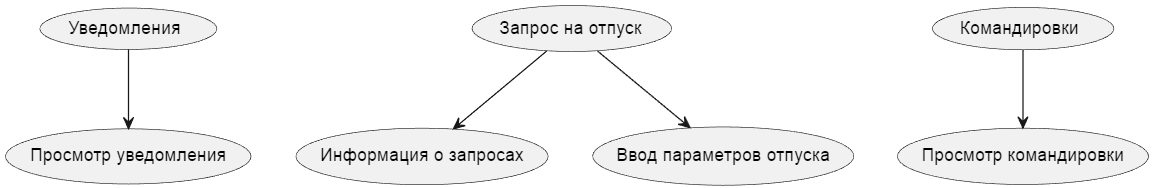 Уведомления
Запрос на отпуск
Командировки
Просмотр уведомления
Информация о запросах
Ввод параметров отпуска
Просмотр командировки